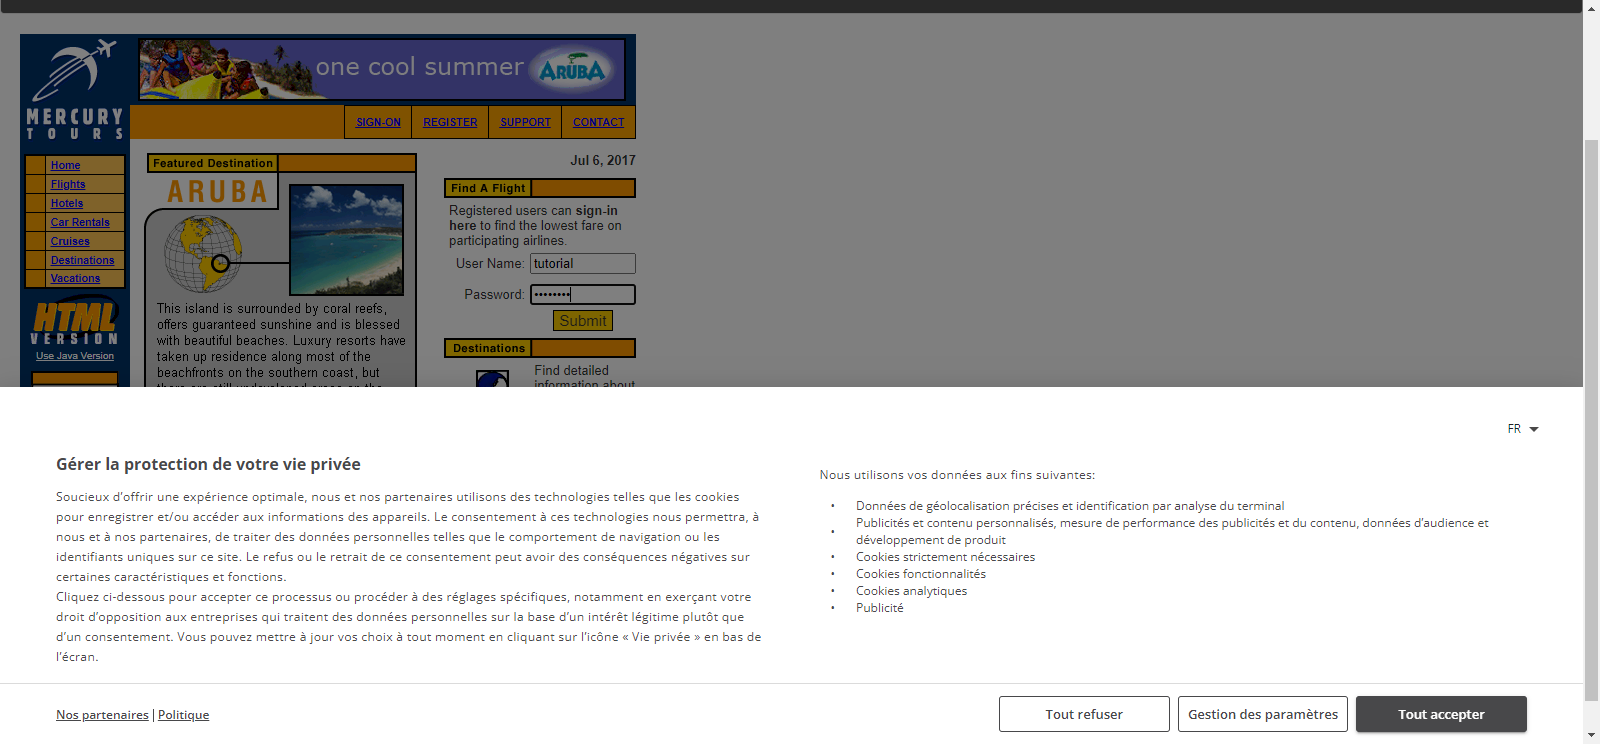 one cool summer ARUBA
MERCURY
TOURS
SIGN-ON REGISTER SUPPORT CONTACT
Home
Flights
Hotels
Car Rentals
Cruises
Destinations
Vacations
HTML
VERSION
Use Java Version
Featured Destination
ARUBA
This island is surrounded by coral reefs,
offers guaranteed sunshine and is blessed
with beautiful beaches. Luxury resorts have
taken up residence along most of the
beachfronts on the southern coast, but
Jul 6, 2017
Find A Flight
Registered users can sign-in
here to find the lowest fare on
participating airlines.
User Name: tutorial
Password: ••••••••
Submit
Destinations
Find detailed
information about
FR
Gérer la protection de votre vie privée
Soucieux d’offrir une expérience optimale, nous et nos partenaires utilisons des technologies telles que les cookies
pour enregistrer et/ou accéder aux informations des appareils. Le consentement à ces technologies nous permettra, à
nous et à nos partenaires, de traiter des données personnelles telles que le comportement de navigation ou les
identifiants uniques sur ce site. Le refus ou le retrait de ce consentement peut avoir des conséquences négatives sur
certaines caractéristiques et fonctions.
Cliquez ci-dessous pour accepter ce processus ou procéder à des réglages spécifiques, notamment en exerçant votre
droit d’opposition aux entreprises qui traitent des données personnelles sur la base d’un intérêt légitime plutôt que
d’un consentement. Vous pouvez mettre à jour vos choix à tout moment en cliquant sur l’icône « Vie privée » en bas de
l’écran.
Nous utilisons vos données aux fins suivantes:
• Données de géolocalisation précises et identification par analyse du terminal
• Publicités et contenu personnalisés, mesure de performance des publicités et du contenu, données d’audience et
développement de produit
• Cookies strictement nécessaires
• Cookies fonctionnalités
• Cookies analytiques
• Publicité
Nos partenaires | Politique
Tout refuser Gestion des paramètres Tout accepter